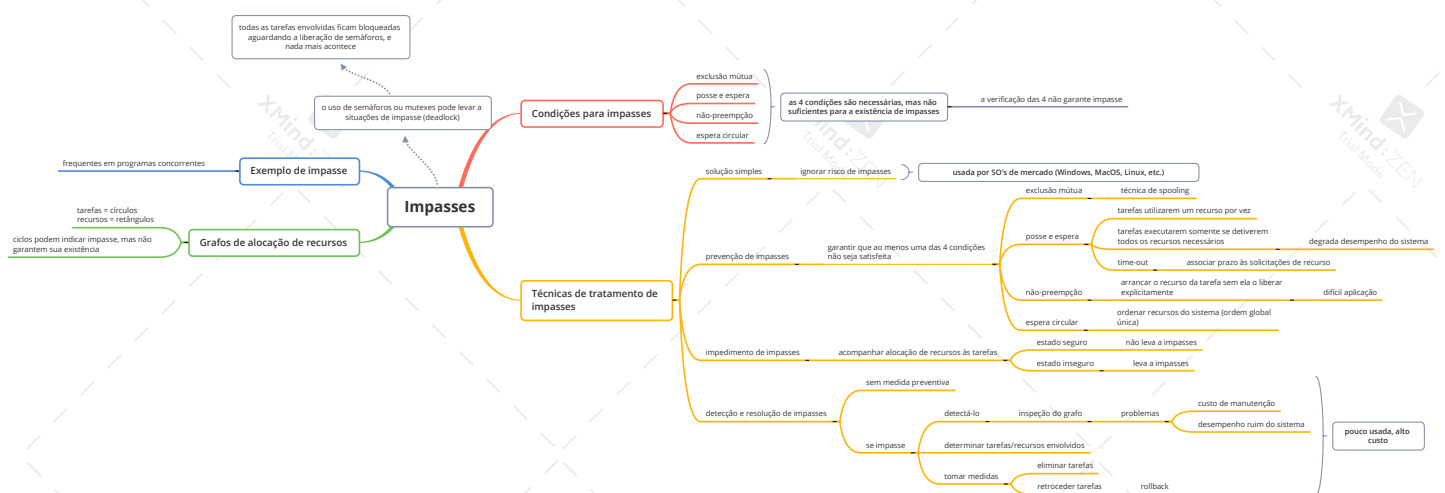 todas as tarefas envolvidas ficam bloqueadas
aguardando a liberação de semáforos, e
nada mais acontece
o uso de semáforos ou mutexes pode levar a
situações de impasse (deadlock)
Impasses
Exemplo de impasse
frequentes em programas concorrentes
Grafos de alocação de recursos
tarefas = círculos
recursos = retângulos
ciclos podem indicar impasse, mas não
garantem sua existência
Condições para impasses
exclusão mútua
posse e espera
não-preempção
espera circular
as 4 condições são necessárias, mas não
suficientes para a existência de impasses
a verificação das 4 não garante impasse
Técnicas de tratamento de
impasses
solução simples
ignorar risco de impasses
usada por SO's de mercado (Windows, MacOS, Linux, etc.)
prevenção de impasses
garantir que ao menos uma das 4 condições
não seja satisfeita
exclusão mútua
técnica de spooling
posse e espera
tarefas utilizarem um recurso por vez
tarefas executarem somente se detiverem
todos os recursos necessários
degrada desempenho do sistema
time-out
associar prazo às solicitações de recurso
não-preempção
arrancar o recurso da tarefa sem ela o liberar
explicitamente
difícil aplicação
espera circular
ordenar recursos do sistema (ordem global
única)
impedimento de impasses
acompanhar alocação de recursos às tarefas
estado seguro
não leva a impasses
estado inseguro
leva a impasses
detecção e resolução de impasses
sem medida preventiva
se impasse
detectá-lo
inspeção do grafo
problemas
custo de manutenção
desempenho ruim do sistema
determinar tarefas/recursos envolvidos
tomar medidas
eliminar tarefas
retroceder tarefas
rollback
pouco usada, alto
custo
XMind: ZEN
Trial Mode
XMind: ZEN
Trial Mode
XMind: ZEN
Trial Mode